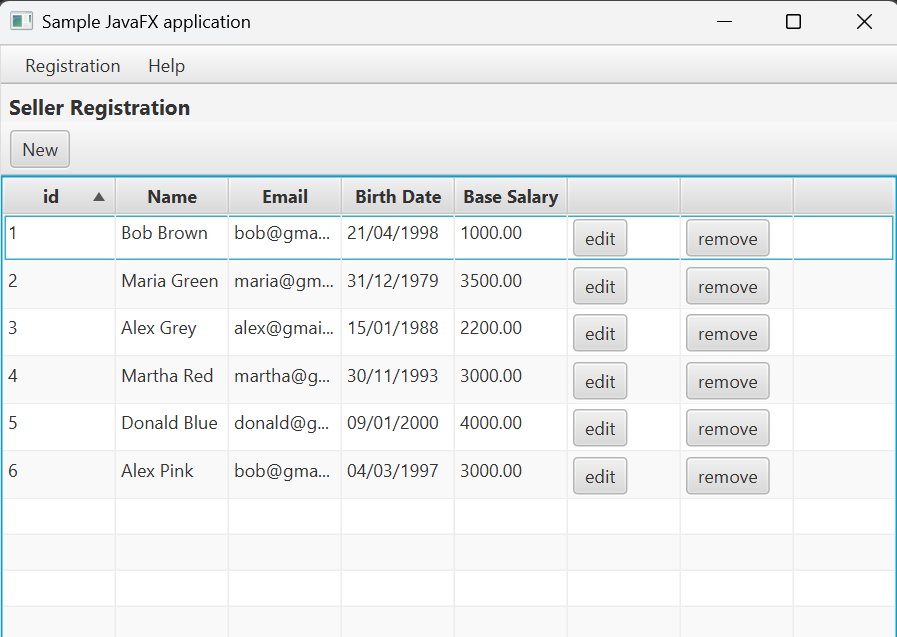 Sample JavaFX application
Registration Help
Seller Registration
New
id Name Email Birth Date Base Salary
1 Bob Brown bob@gma... 21/04/1998 1000.00 edit remove
2 Maria Green maria@gm... 31/12/1979 3500.00 edit remove
3 Alex Grey alex@gmai... 15/01/1988 2200.00 edit remove
4 Martha Red martha@g... 30/11/1993 3000.00 edit remove
5 Donald Blue donald@g... 09/01/2000 4000.00 edit remove
6 Alex Pink bob@gma... 04/03/1997 3000.00 edit remove